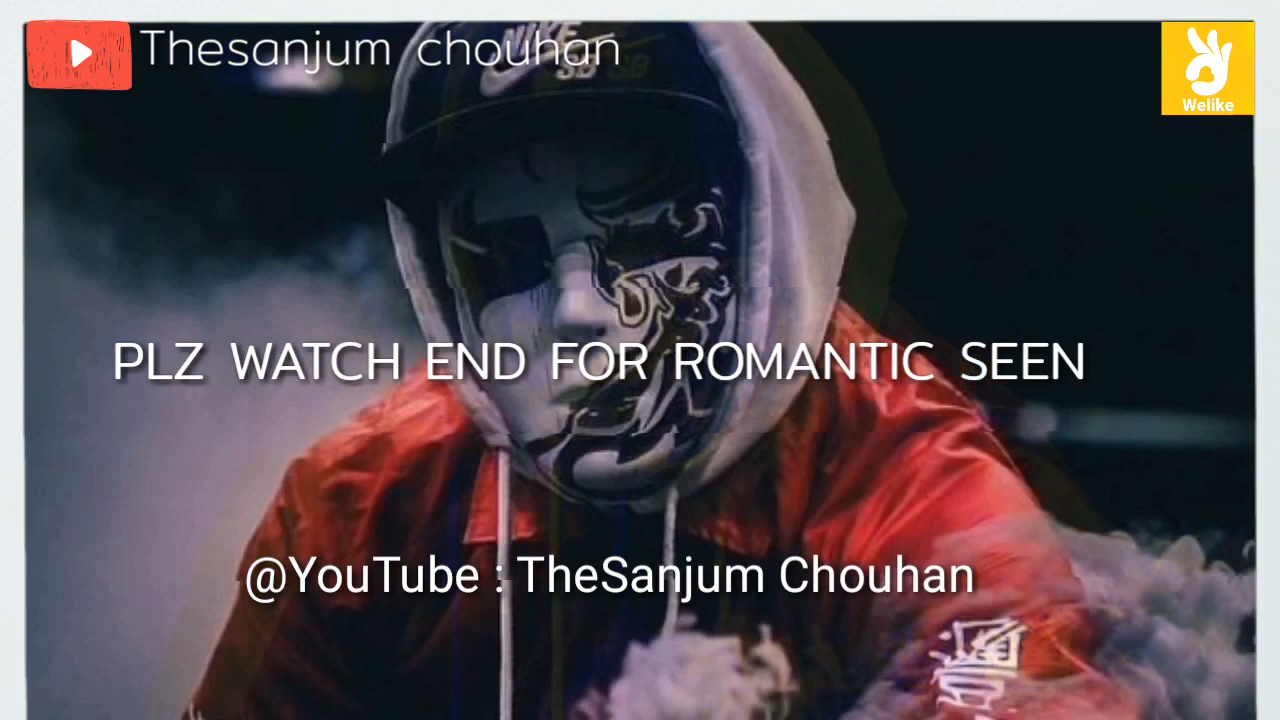 Thesanjum chouhan
NIKE
SB
Welike
PLZ WATCH END FOR ROMANTIC SEEN
@YouTube : TheSanjum Chouhan